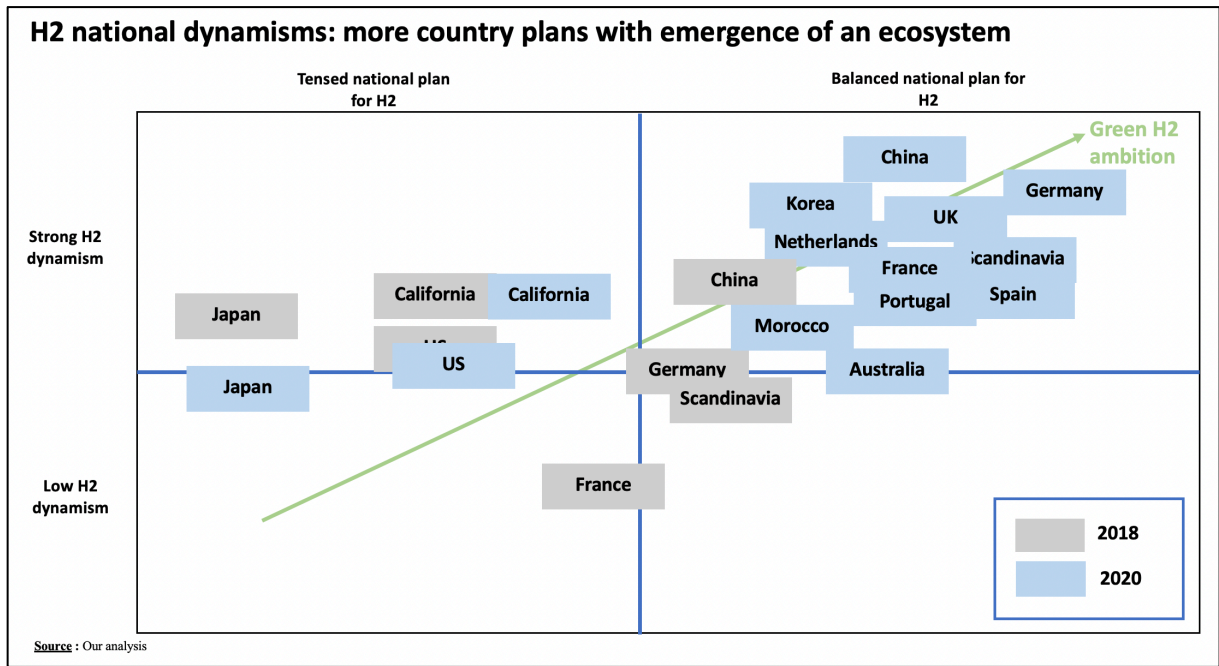 H2 national dynamisms: more country plans with emergence of an ecosystem
Tensed national plan
for H2
Balanced national plan for
H2
Green H2
ambition
China
Germany
Korea
UK
Strong H2
dynamism
Netherlands
Scandinavia
France
China
California
California
Spain
Portugal
Japan
Morocco
US
US
Germany
Australia
Japan
Scandinavia
France
Low H2
dynamism
2018
2020
Source : Our analysis